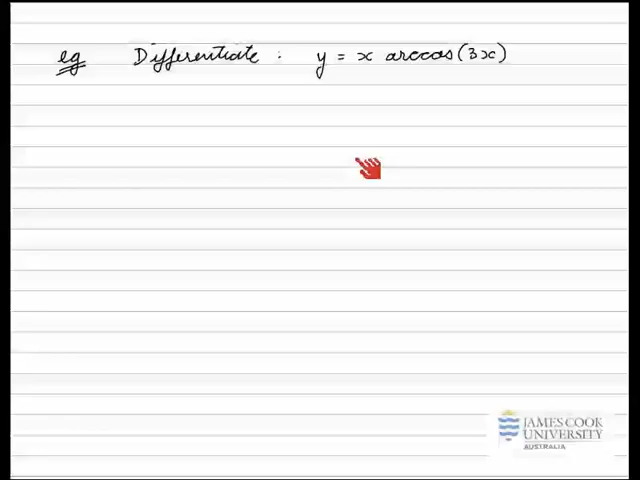 eg Differentiate : y = x arccos(3x)
JAMES COOK
UNIVERSITY
AUSTRALIA